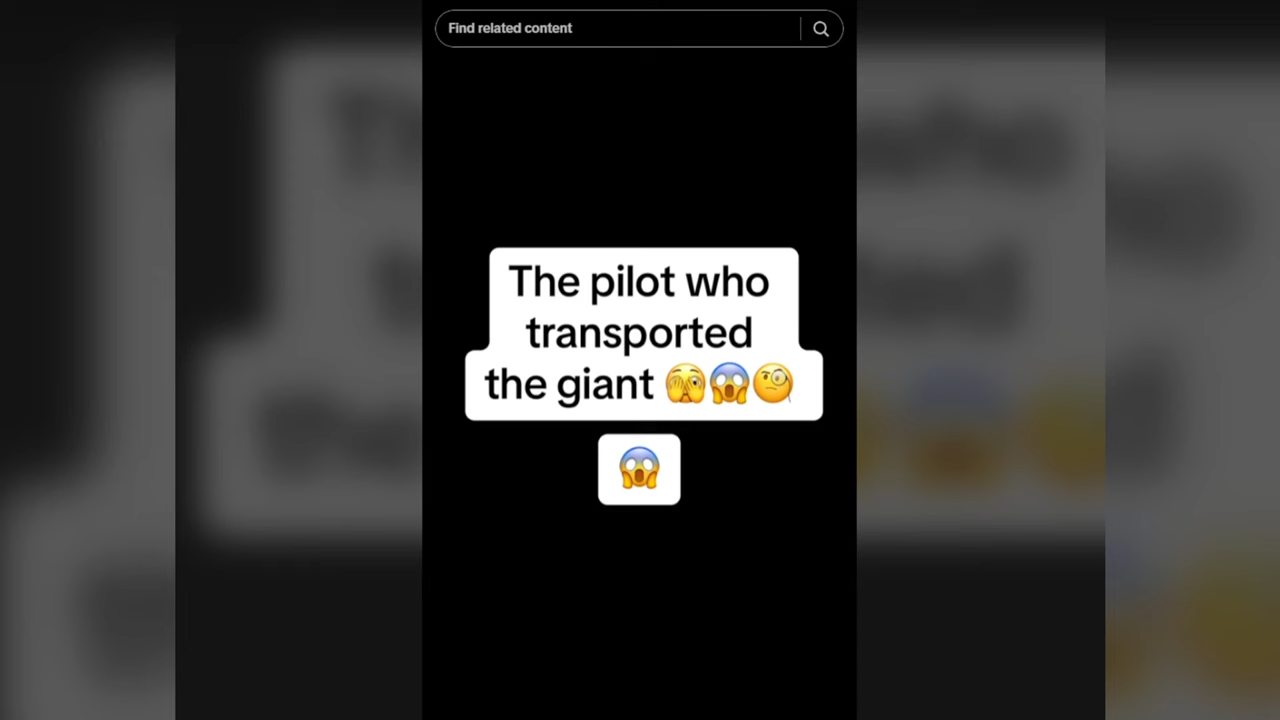 Find related content
The pilot who
transported
the giant 🫣😱🧐
😱